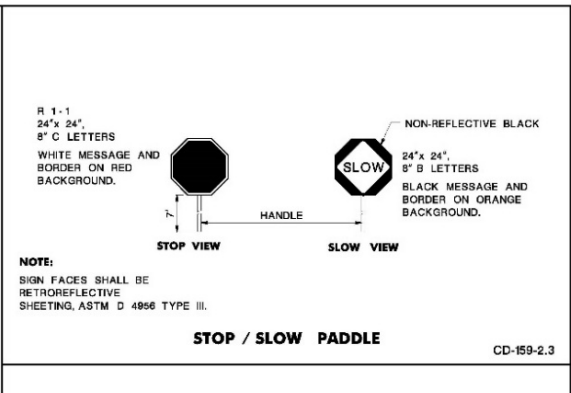 R 1-1
24"x 24",
8" C LETTERS
WHITE MESSAGE AND
BORDER ON RED
BACKGROUND.
7'
STOP VIEW
HANDLE
SLOW
NON-REFLECTIVE BLACK
24"x 24",
8" B LETTERS
BLACK MESSAGE AND
BORDER ON ORANGE
BACKGROUND.
SLOW VIEW
NOTE:
SIGN FACES SHALL BE
RETROREFLECTIVE
SHEETING, ASTM D 4956 TYPE III.
STOP / SLOW PADDLE
CD-159-2.3